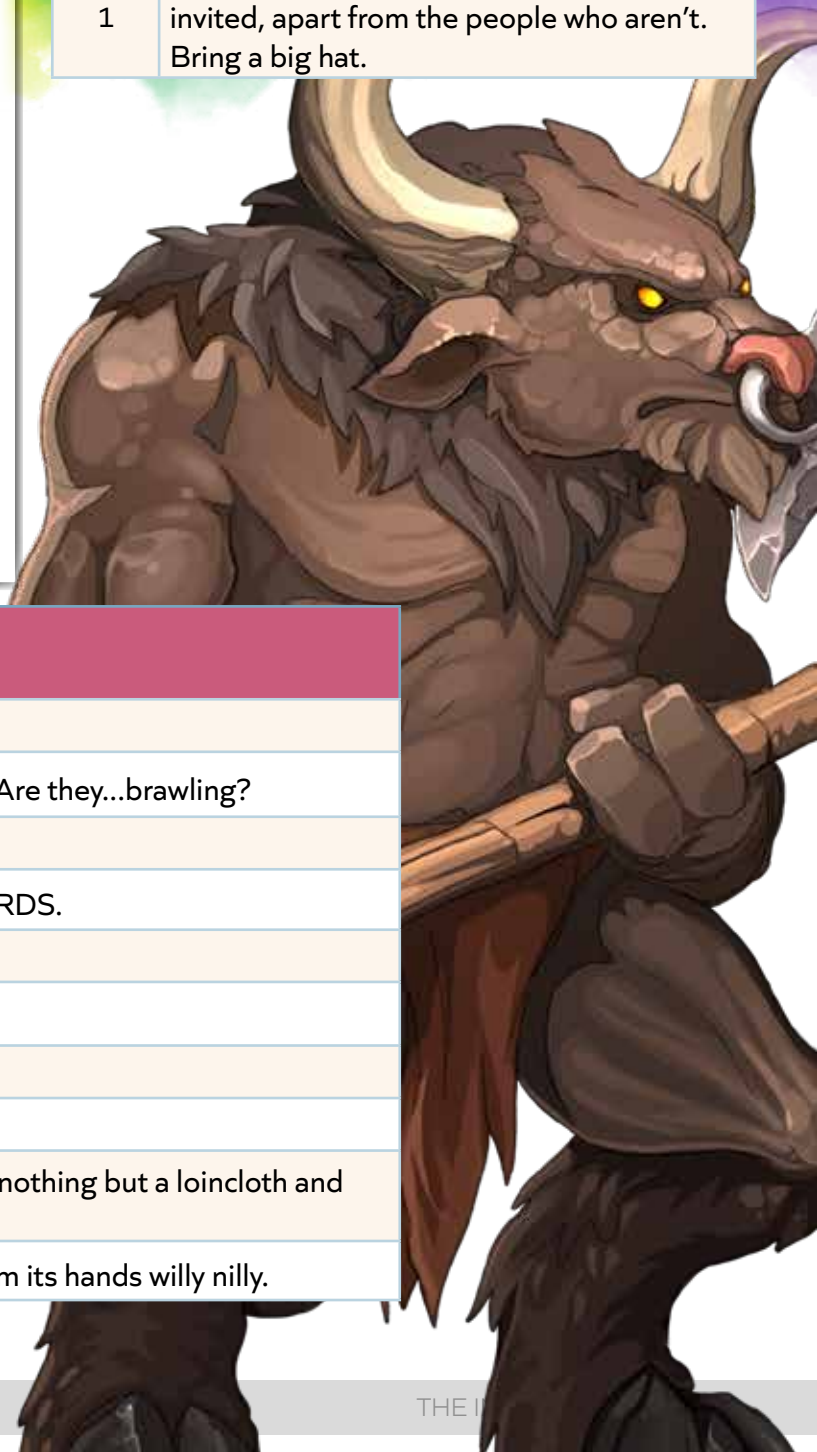 1
invited, apart from the people who aren't.
Bring a big hat.
Are they...brawling?
RDS.
nothing but a loincloth and
m its hands willy nilly.
THE